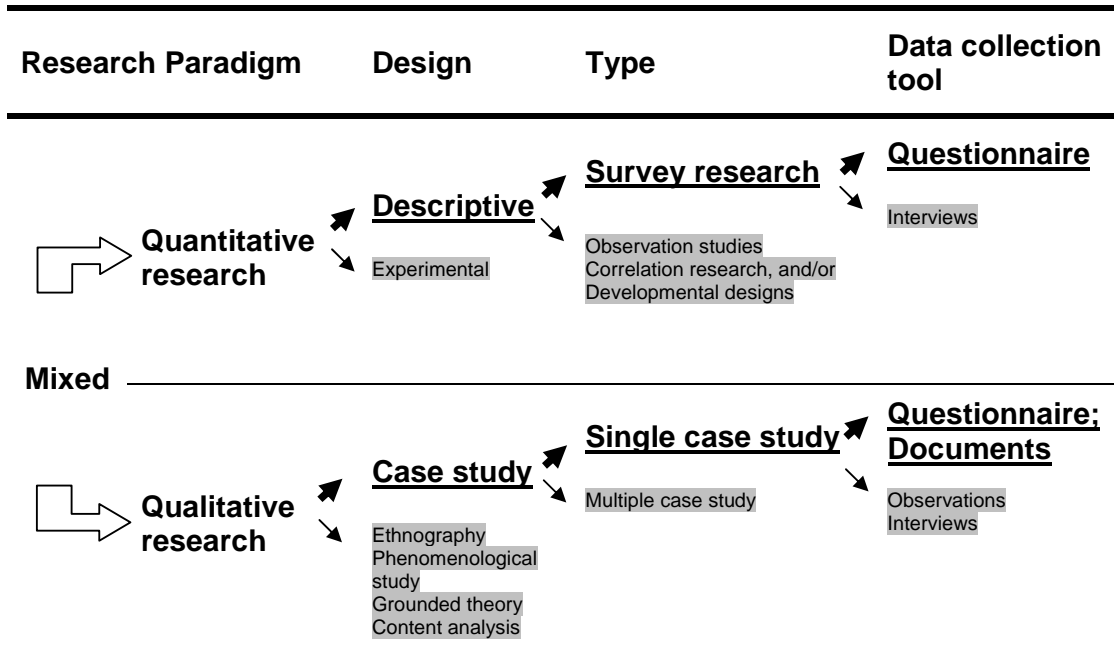 Research Paradigm
Design
Type
Data collection
tool
Quantitative
research
Descriptive
Experimental
Survey research
Observation studies
Correlation research, and/or
Developmental designs
Questionnaire
Interviews
Mixed
Qualitative
research
Case study
Ethnography
Phenomenological
study
Grounded theory
Content analysis
Single case study
Multiple case study
Questionnaire;
Documents
Observations
Interviews